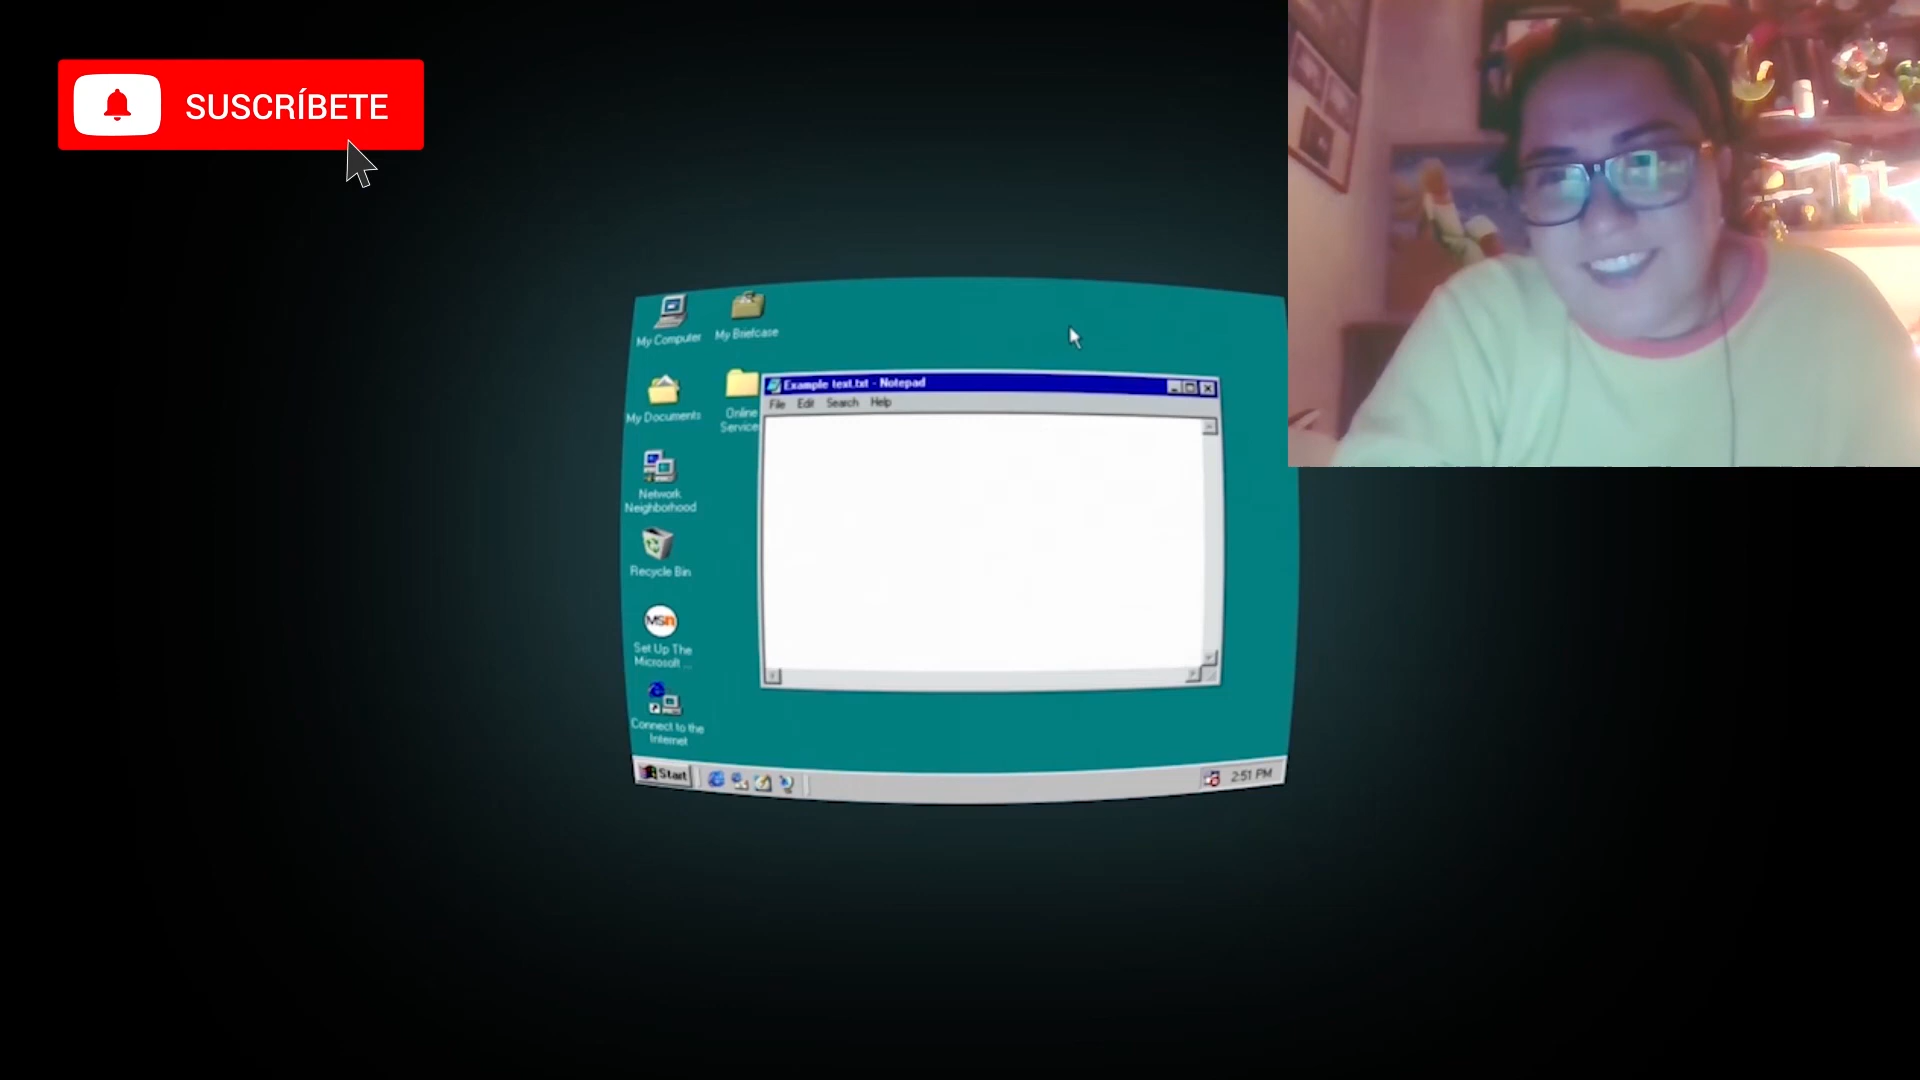 SUSCRÍBETE
My Computer
My Briefcase
Example text.txt - Notepad
File Edit Search Help
My Documents
Online
Service
Network
Neighborhood
Recycle Bin
MSn
Set Up The
Microsoft ...
Connect to the
Internet
Start
2:51 PM